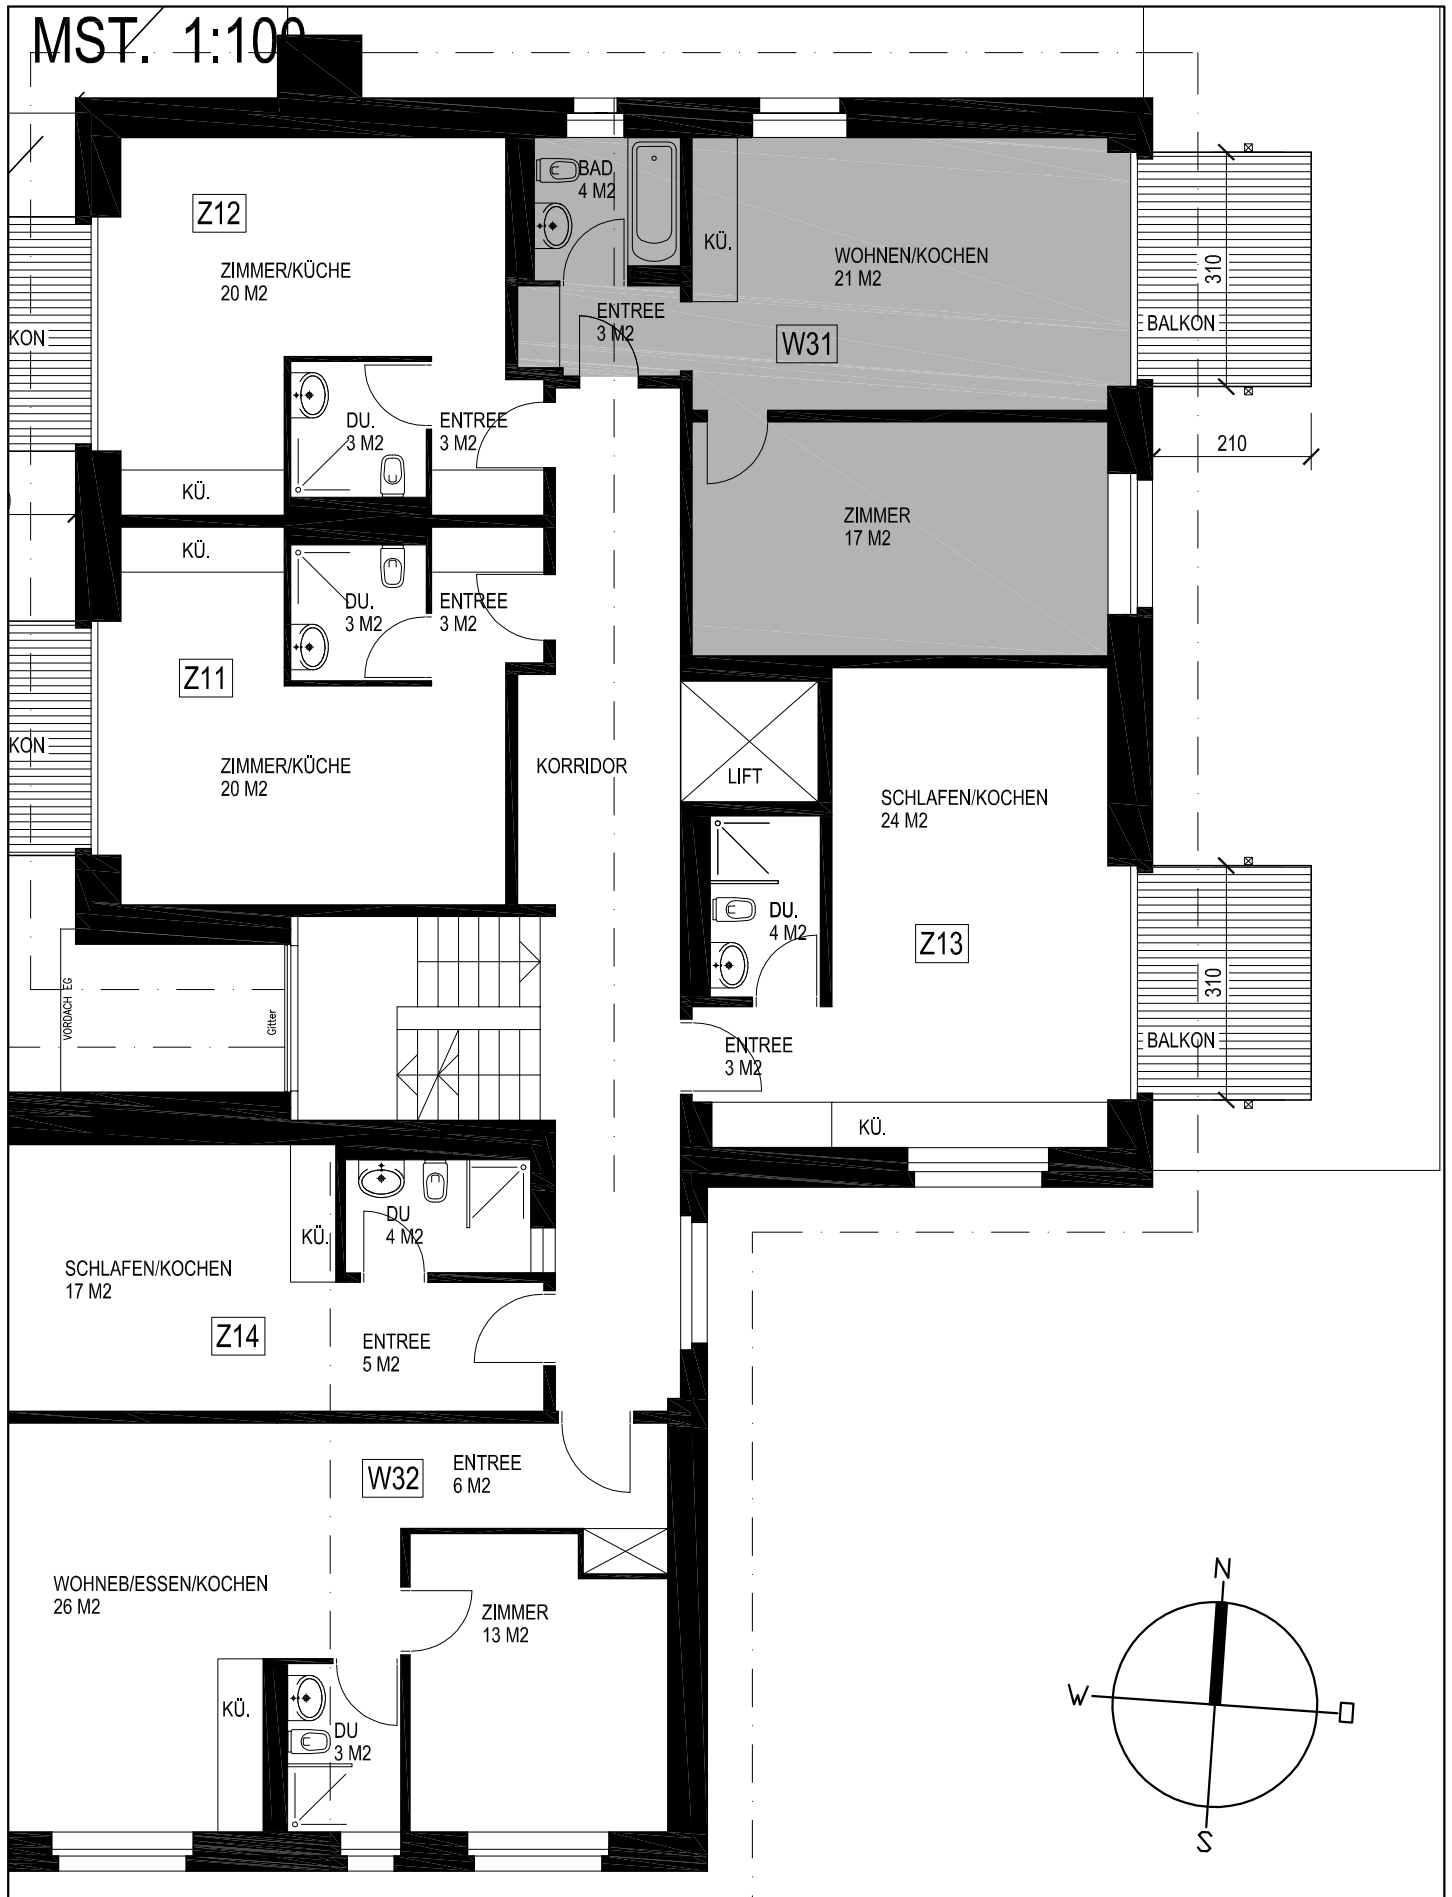 MST. 1:100
Z12
ZIMMER/KÜCHE
20 M2
BAD
4 M2
KÜ.
WOHNEN/KOCHEN
21 M2
310
BALKON
KON
ENTREE
3 M2
W31
DU.
3 M2
ENTREE
3 M2
210
KÜ.
ZIMMER
17 M2
KÜ.
DU.
3 M2
ENTREE
3 M2
Z11
KON
ZIMMER/KÜCHE
20 M2
KORRIDOR
LIFT
SCHLAFEN/KOCHEN
24 M2
DU.
4 M2
Z13
310
BALKON
VORDACH EG
Gitter
ENTREE
3 M2
KÜ.
DU
4 M2
KÜ.
SCHLAFEN/KOCHEN
17 M2
Z14
ENTREE
5 M2
W32
ENTREE
6 M2
WOHNEB/ESSEN/KOCHEN
26 M2
ZIMMER
13 M2
KÜ.
DU
3 M2
N
W
O
S